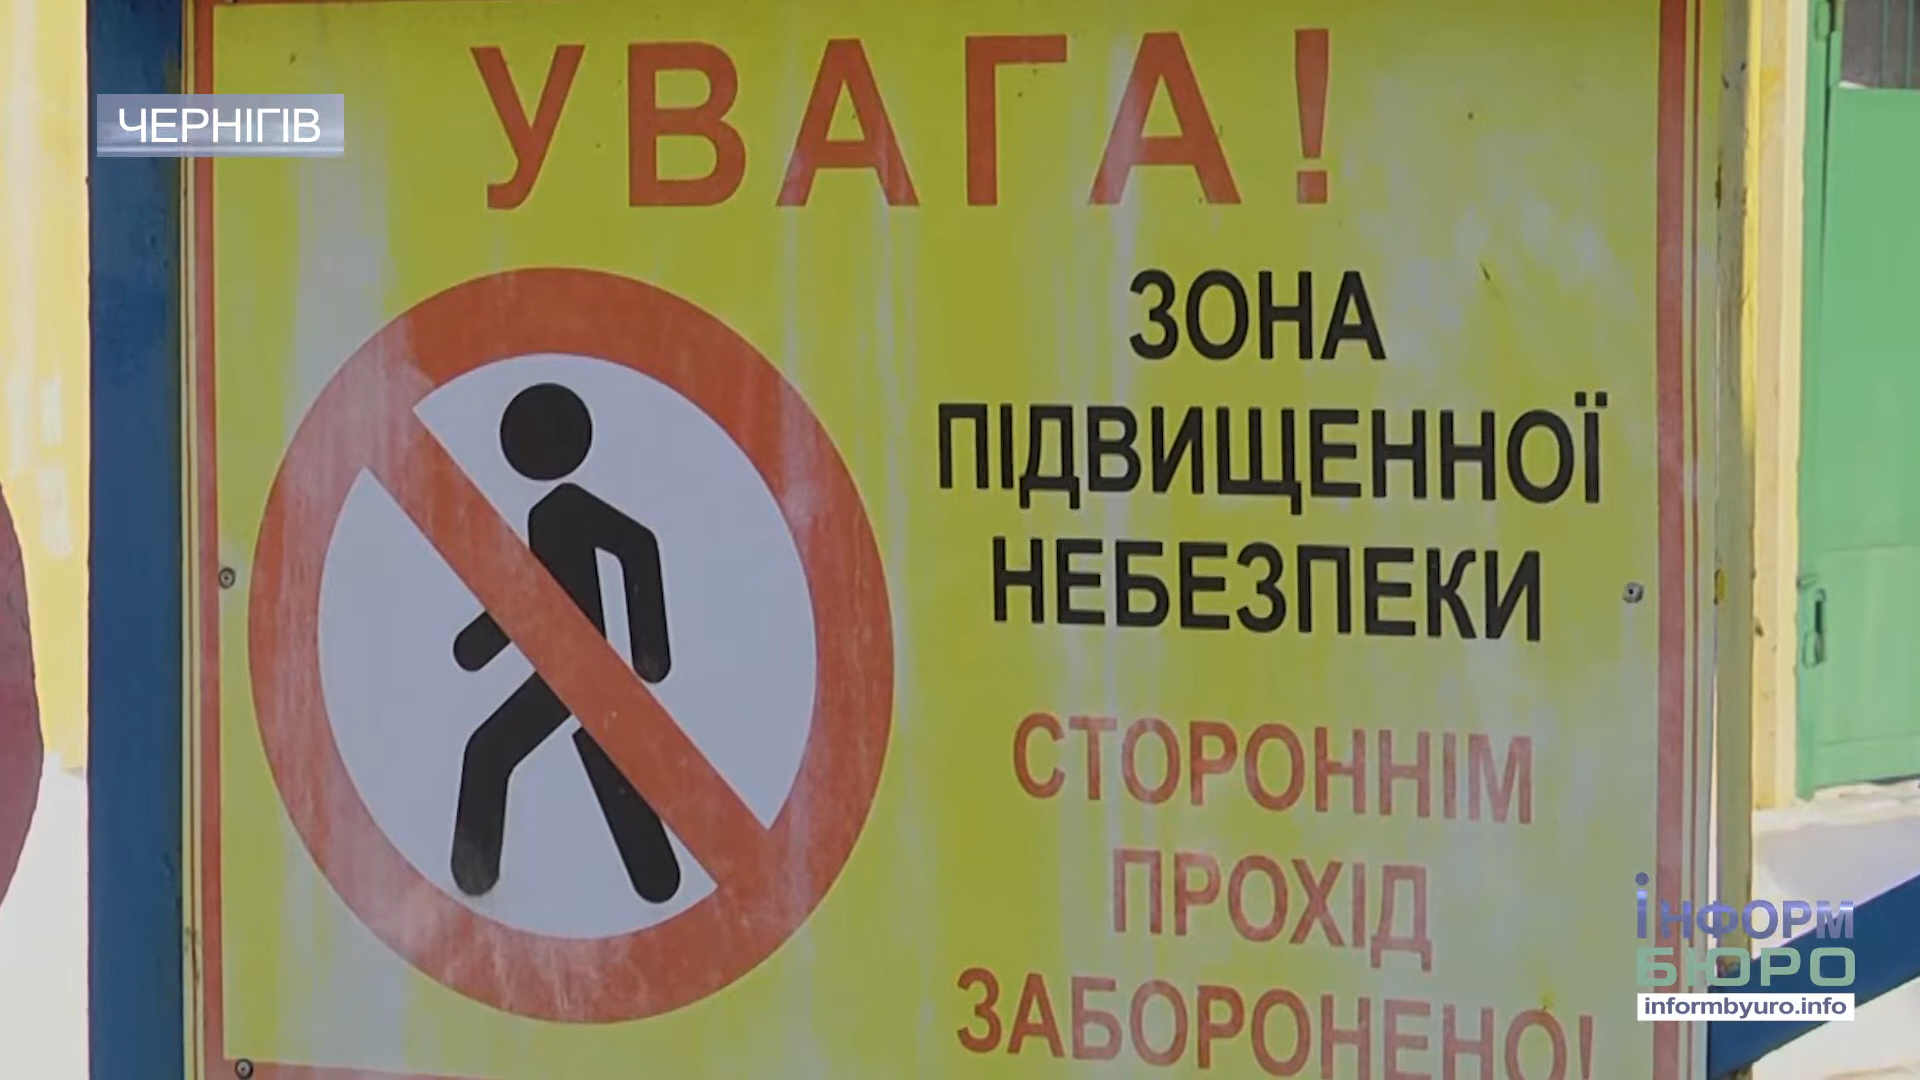 УВАГА!
ЧЕРНІГІВ
ЗОНА
ПІДВИЩЕННОЇ
НЕБЕЗПЕКИ
СТОРОННІМ
ПРОХІД
ЗАБОРОНЕНО!
ІНФОРМ
БЮРО
informbyuro.info